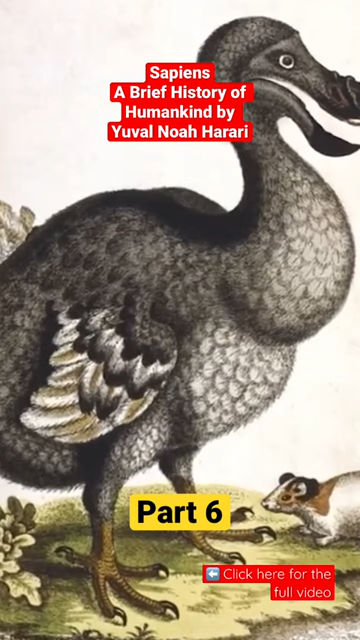 Sapiens
A Brief History of
Humankind by
Yuval Noah Harari
Part 6
⬅️ Click here for the
full video